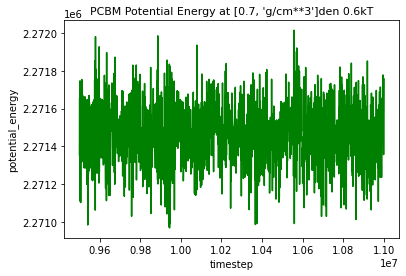 PCBM Potential Energy at [0.7, 'g/cm**3']den 0.6kT
1e6
2.2720
2.2718
2.2716
2.2714
2.2712
2.2710
potential_energy
0.96 0.98 1.00 1.02 1.04 1.06 1.08 1.10
timestep
1e7